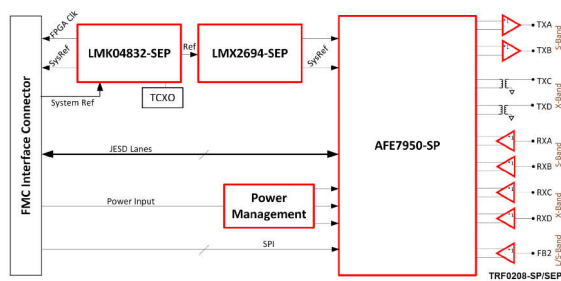 FMC Interface Connector
FPGA Clk
SysRef
LMK04832-SEP
Ref
LMX2694-SEP
SysRef
System Ref
TCXO
JESD Lanes
Power Input
Power
Management
SPI
AFE7950-SP
TXA
TXB
S-Band
TXC
TXD
X-Band
RXA
RXB
S-Band
RXC
RXD
X-Band
FB2
L/S-Band
TRF0208-SP/SEP